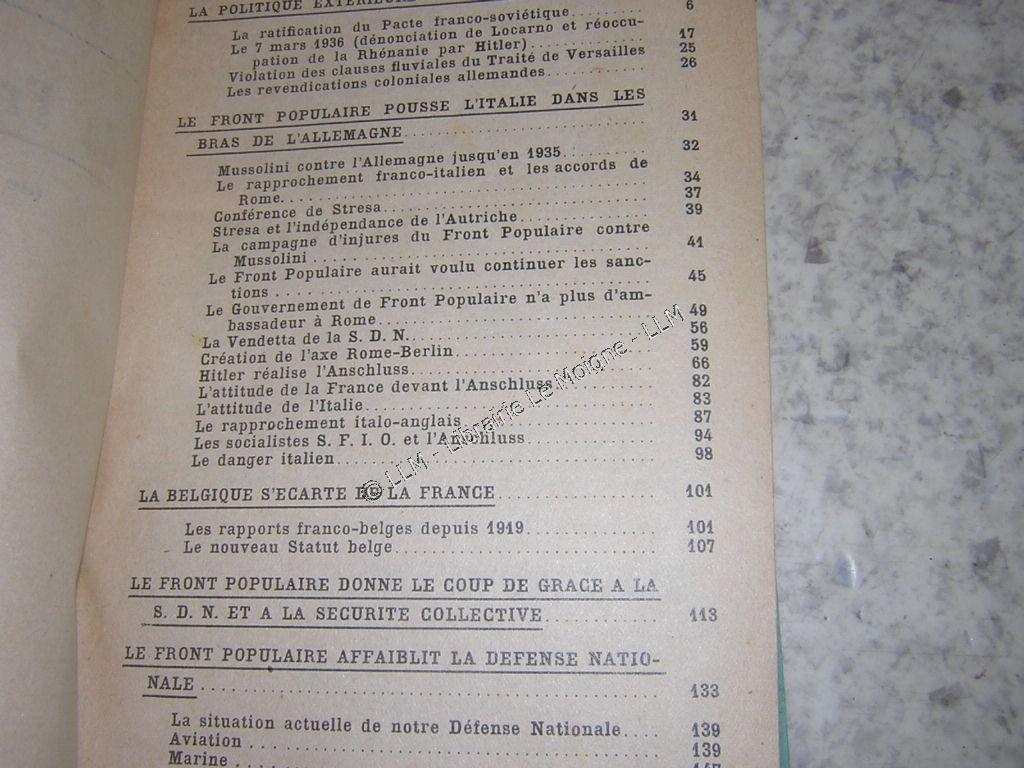 LA POLITIQUE EXTERIEURE
La ratification du Pacte franco-soviétique......... 6
Le 7 mars 1936 (dénonciation de Locarno et réoccu-
pation de la Rhénanie par Hitler)............ 17
Violation des clauses fluviales du Traité de Versailles 25
Les revendications coloniales allemandes............ 26
LE FRONT POPULAIRE POUSSE L'ITALIE DANS LES
BRAS DE L'ALLEMAGNE............ 31
Mussolini contre l'Allemagne jusqu'en 1935......... 32
Le rapprochement franco-italien et les accords de
Rome............ 34
Conférence de Stresa............ 37
Stresa et l'indépendance de l'Autriche............ 39
La campagne d'injures du Front Populaire contre
Mussolini............ 41
Le Front Populaire aurait voulu continuer les sanc-
tions............ 45
Le Gouvernement de Front Populaire n'a plus d'am-
bassadeur à Rome............ 49
La Vendetta de la S. D. N............. 56
Création de l'axe Rome-Berlin............ 59
Hitler réalise l'Anschluss............ 66
L'attitude de la France devant l'Anschluss............ 82
L'attitude de l'Italie............ 83
Le rapprochement italo-anglais............ 87
Les socialistes S. F. I. O. et l'Anschluss............ 94
Le danger italien............ 98
LA BELGIQUE S'ECARTE DE LA FRANCE............ 101
Les rapports franco-belges depuis 1919............ 101
Le nouveau Statut belge............ 107
LE FRONT POPULAIRE DONNE LE COUP DE GRACE A LA
S. D. N. ET A LA SECURITE COLLECTIVE............ 113
LE FRONT POPULAIRE AFFAIBLIT LA DEFENSE NATIO-
NALE............ 133
La situation actuelle de notre Défense Nationale.... 139
Aviation............ 139
Marine............ 147
© LLM - Librairie Le Moigne - LLM